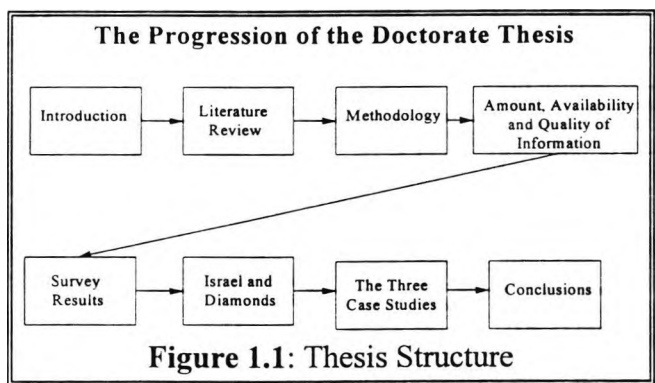 The Progression of the Doctorate Thesis
Introduction
Literature
Review
Methodology
Amount, Availability
and Quality of
Information
Survey
Results
Israel and
Diamonds
The Three
Case Studies
Conclusions
Figure 1.1: Thesis Structure